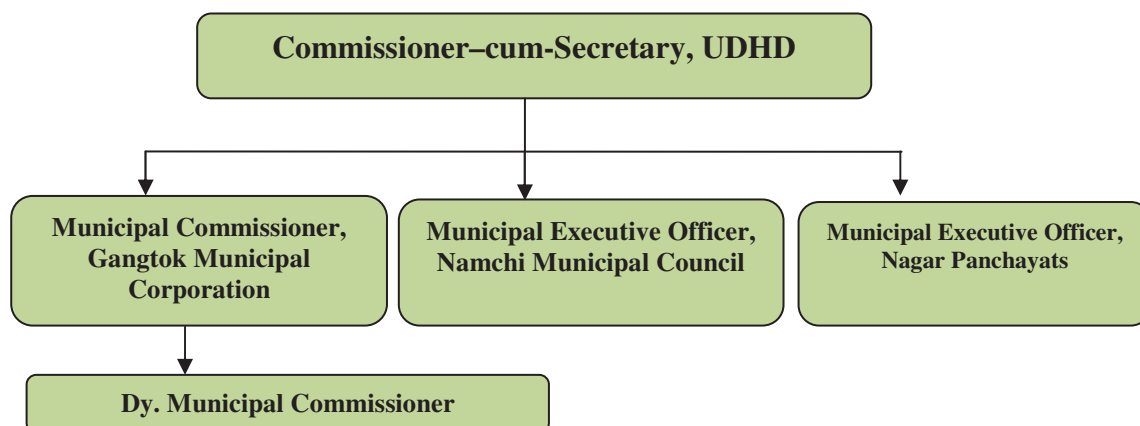 Commissioner–cum-Secretary, UDHD
Municipal Commissioner,
Gangtok Municipal
Corporation
Municipal Executive Officer,
Namchi Municipal Council
Municipal Executive Officer,
Nagar Panchayats
Dy. Municipal Commissioner